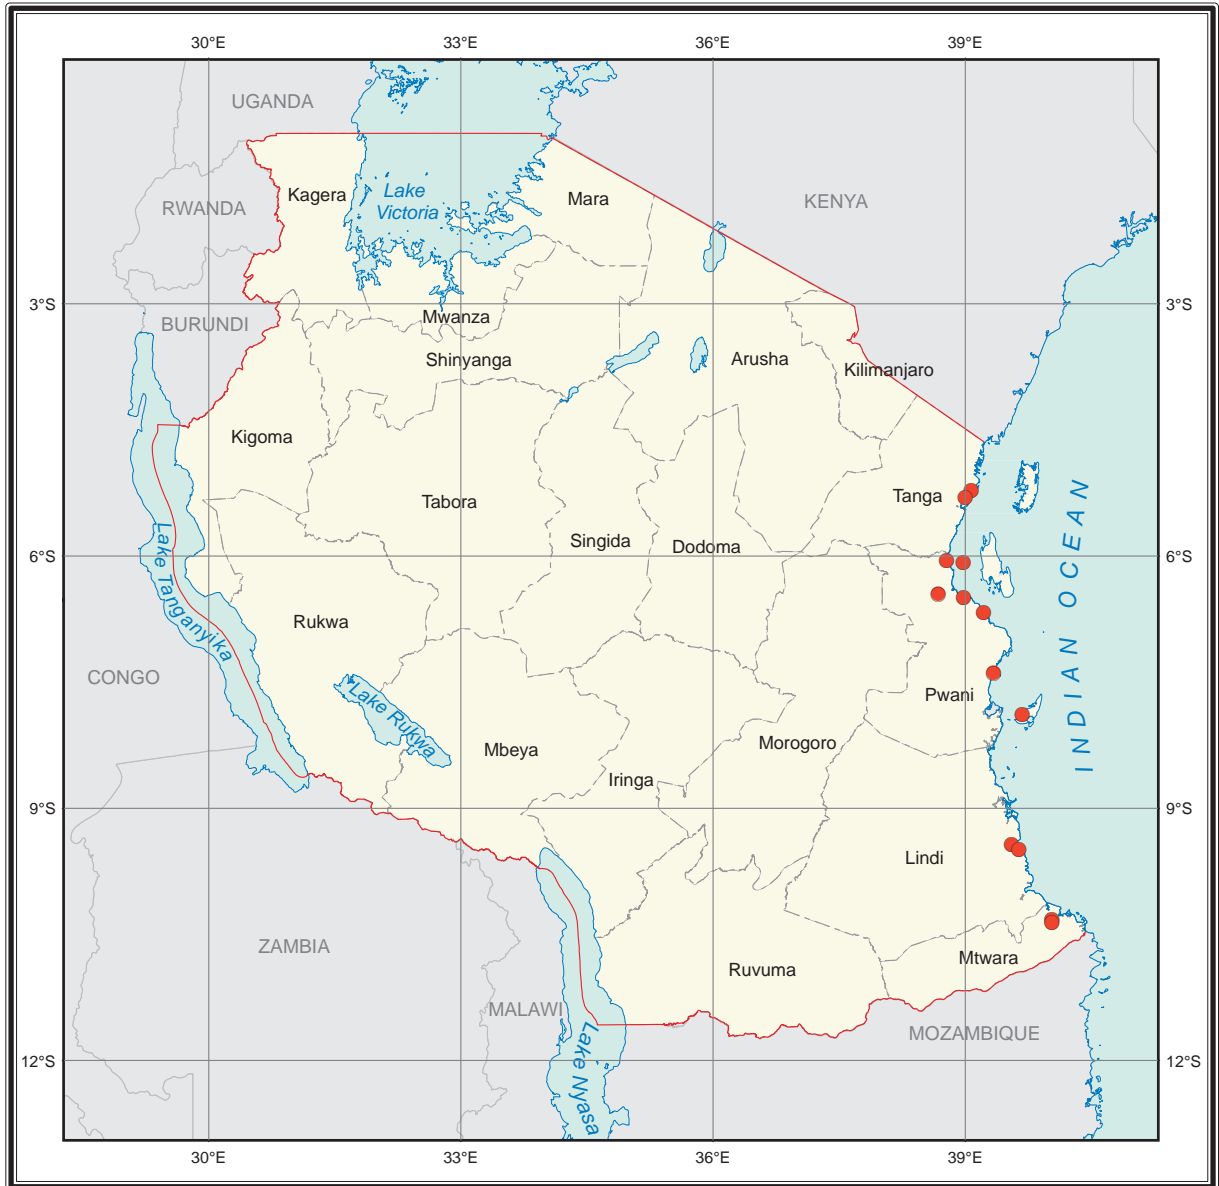 30°E 33°E 36°E 39°E
UGANDA
Kagera
Lake
Victoria
Mara
RWANDA
KENYA
3°S 3°S
Mwanza
BURUNDI
Shinyanga
Arusha
Kilimanjaro
Kigoma
Tabora
Tanga
Singida
Dodoma
6°S 6°S
Lake Tanganyika
INDIAN OCEAN
Rukwa
CONGO
Lake Rukwa
Pwani
Mbeya
Morogoro
Iringa
9°S 9°S
Lindi
ZAMBIA
Mtwara
Ruvuma
MALAWI
MOZAMBIQUE
Lake Nyasa
12°S 12°S
30°E 33°E 36°E 39°E